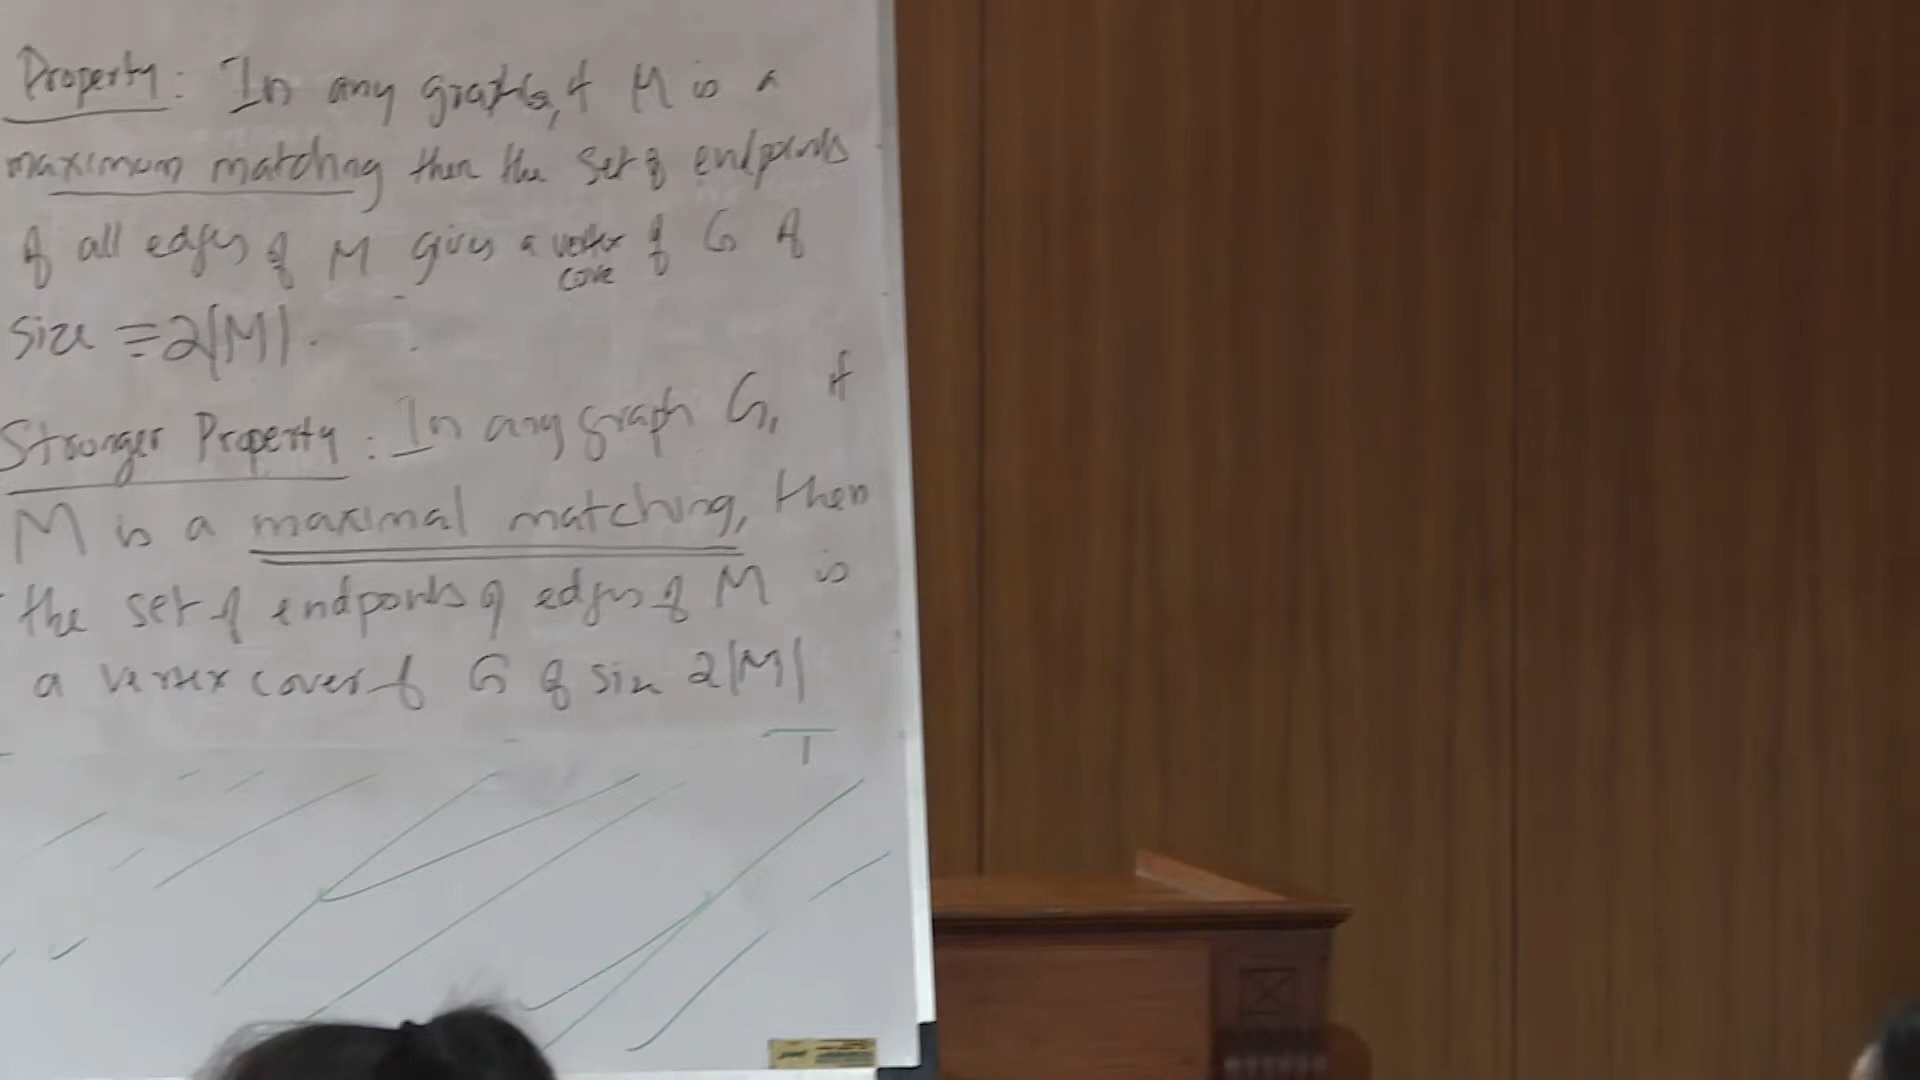 Property: In any graph G, if M is a
maximum matching then the set of endpoints
of all edges of M gives a vertex cover of G of
size = 2|M|.
Stronger Property: In any graph G, if
M is a maximal matching, then
the set of endpoints of edges of M is
a vertex cover of G of size 2|M|